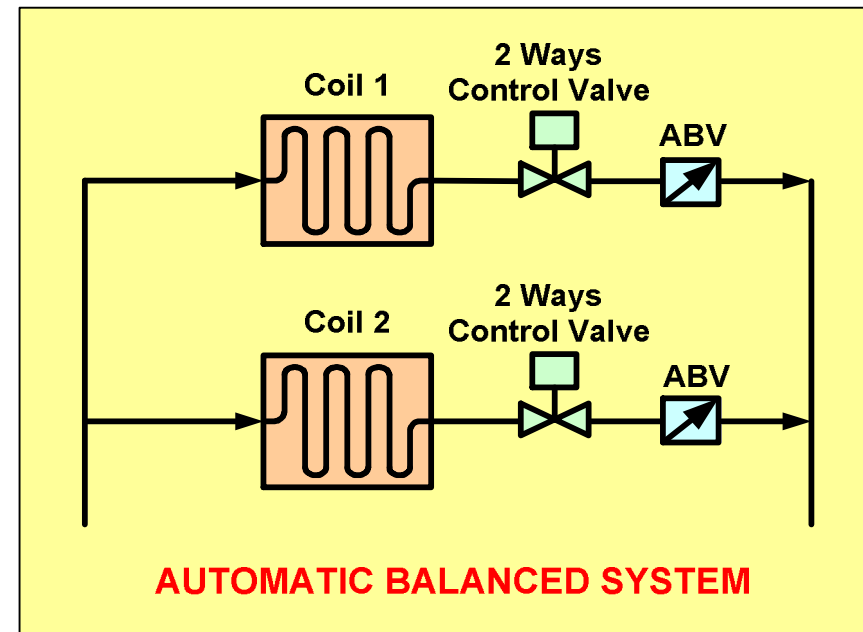 Coil 1
2 Ways
Control Valve
ABV
Coil 2
2 Ways
Control Valve
ABV
AUTOMATIC BALANCED SYSTEM